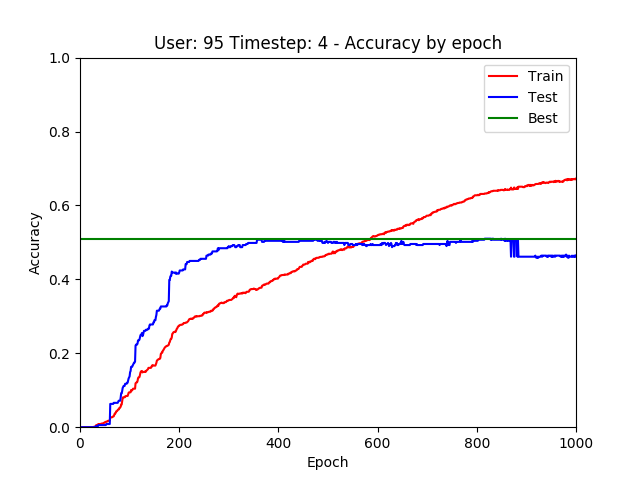 User: 95 Timestep: 4 - Accuracy by epoch
1.0
0.8
0.6
0.4
0.2
0.0
Accuracy
Train
Test
Best
0 200 400 600 800 1000
Epoch